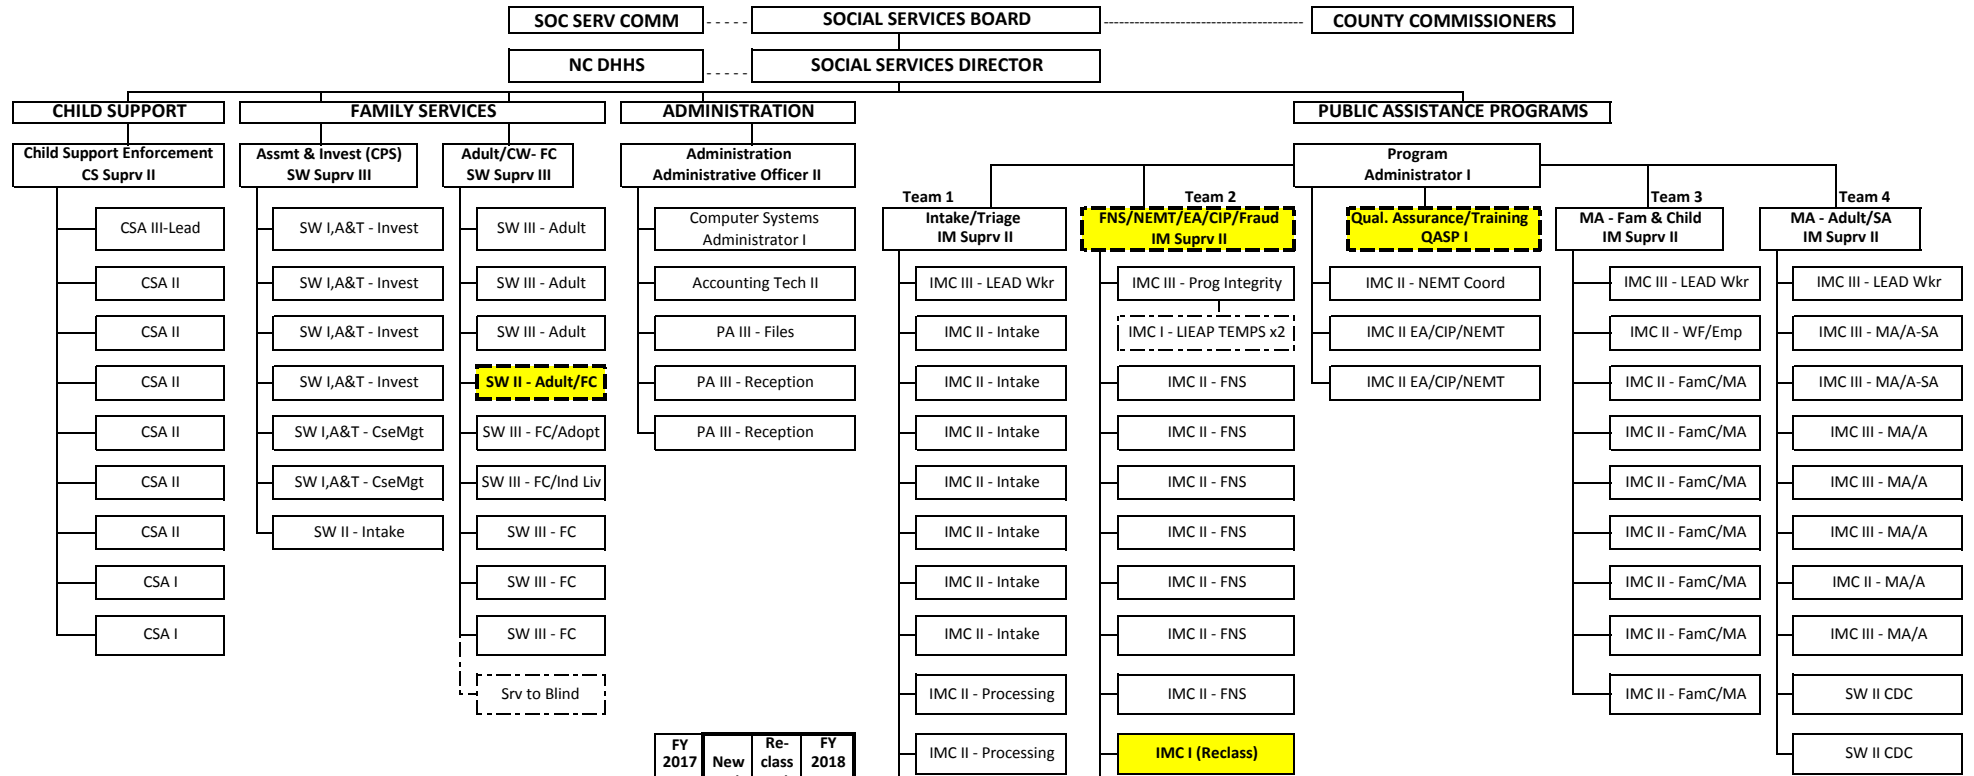 SOC SERV COMM
SOCIAL SERVICES BOARD
COUNTY COMMISSIONERS
NC DHHS
SOCIAL SERVICES DIRECTOR
CHILD SUPPORT
FAMILY SERVICES
ADMINISTRATION
PUBLIC ASSISTANCE PROGRAMS
Child Support Enforcement
CS Suprv II
CSA III-Lead
CSA II
CSA II
CSA II
CSA II
CSA II
CSA II
CSA I
CSA I
Assmt & Invest (CPS)
SW Suprv III
SW I,A&T - Invest
SW I,A&T - Invest
SW I,A&T - Invest
SW I,A&T - Invest
SW I,A&T - CseMgt
SW I,A&T - CseMgt
SW II - Intake
Adult/CW- FC
SW Suprv III
SW III - Adult
SW III - Adult
SW III - Adult
SW II - Adult/FC
SW III - FC/Adopt
SW III - FC/Ind Liv
SW III - FC
SW III - FC
SW III - FC
Srv to Blind
Administration
Administrative Officer II
Computer Systems
Administrator I
Accounting Tech II
PA III - Files
PA III - Reception
PA III - Reception
FY
2017
New
Re-
class
FY
2018
Program
Administrator I
Team 1
Intake/Triage
IM Suprv II
IMC III - LEAD Wkr
IMC II - Intake
IMC II - Intake
IMC II - Intake
IMC II - Intake
IMC II - Intake
IMC II - Intake
IMC II - Intake
IMC II - Processing
IMC II - Processing
Team 2
FNS/NEMT/EA/CIP/Fraud
IM Suprv II
IMC III - Prog Integrity
IMC I - LIEAP TEMPS x2
IMC II - FNS
IMC II - FNS
IMC II - FNS
IMC II - FNS
IMC II - FNS
IMC II - FNS
IMC II - FNS
IMC I (Reclass)
Qual. Assurance/Training
QASP I
IMC II - NEMT Coord
IMC II EA/CIP/NEMT
IMC II EA/CIP/NEMT
Team 3
MA - Fam & Child
IM Suprv II
IMC III - LEAD Wkr
IMC II - WF/Emp
IMC II - FamC/MA
IMC II - FamC/MA
IMC II - FamC/MA
IMC II - FamC/MA
IMC II - FamC/MA
IMC II - FamC/MA
IMC II - FamC/MA
Team 4
MA - Adult/SA
IM Suprv II
IMC III - LEAD Wkr
IMC III - MA/A-SA
IMC III - MA/A-SA
IMC III - MA/A
IMC III - MA/A
IMC III - MA/A
IMC II - MA/A
IMC III - MA/A
SW II CDC
SW II CDC